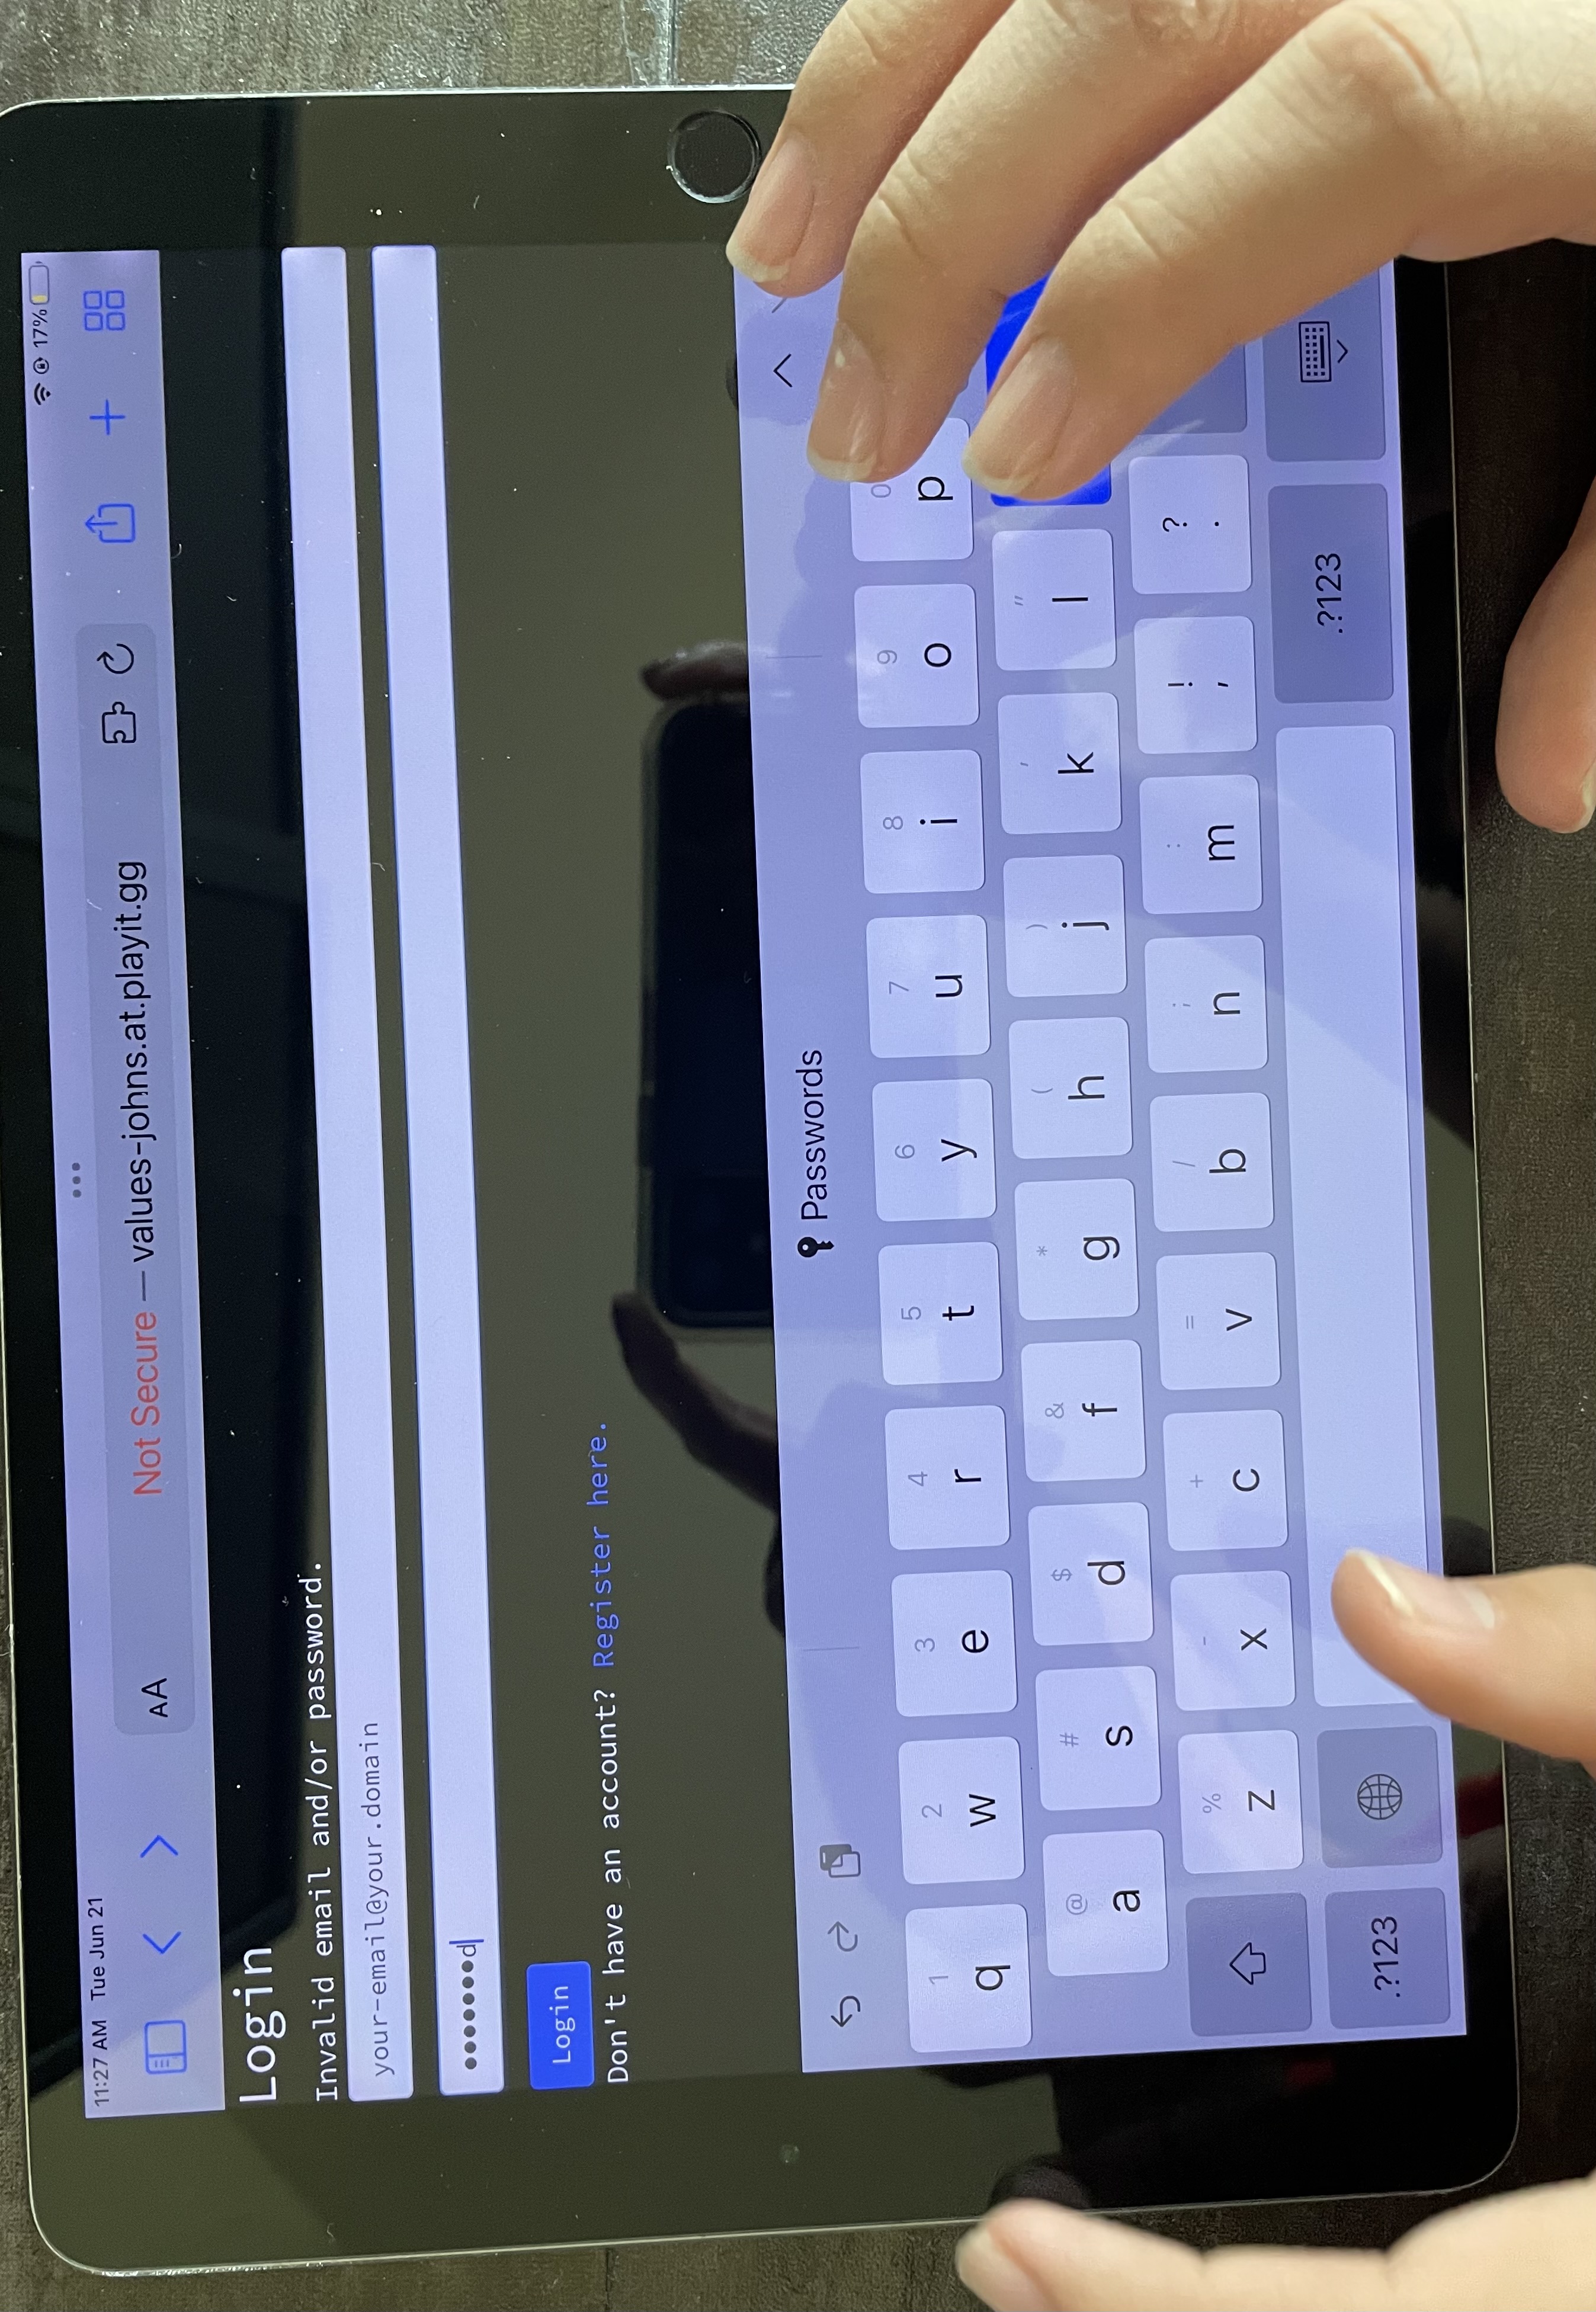 11:27 AM Tue Jun 21
17%
AA
Not Secure — values-johns.at.playit.gg
Login
Invalid email and/or password.
your-email@your.domain
•••••••d
Login
Don't have an account? Register here.
Passwords
1 2 3 4 5 6 7 8 9 0
q w e r t y u i o p
@ # $ & * ( ) ' "
a s d f g h j k l
% - + = / ; : ! ?
z x c v b n m , .
.?123 .?123